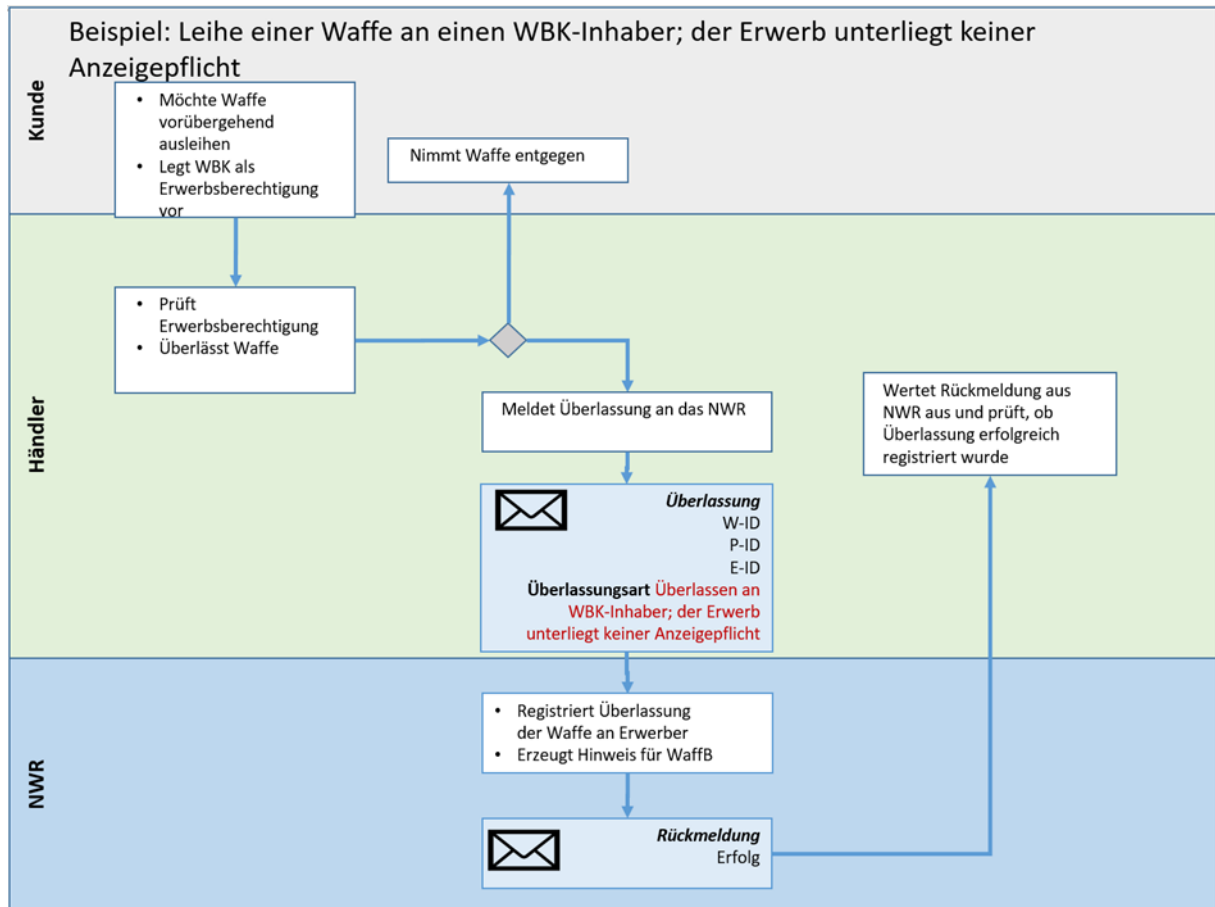 Beispiel: Leihe einer Waffe an einen WBK-Inhaber; der Erwerb unterliegt keiner
Anzeigepflicht
Kunde
• Möchte Waffe
vorübergehend
ausleihen
• Legt WBK als
Erwerbsberechtigung
vor
Nimmt Waffe entgegen
Händler
• Prüft
Erwerbsberechtigung
• Überlässt Waffe
Meldet Überlassung an das NWR
Wertet Rückmeldung aus
NWR aus und prüft, ob
Überlassung erfolgreich
registriert wurde
Überlassung
W-ID
P-ID
E-ID
Überlassungsart Überlassen an
WBK-Inhaber; der Erwerb
unterliegt keiner Anzeigepflicht
NWR
• Registriert Überlassung
der Waffe an Erwerber
• Erzeugt Hinweis für WaffB
Rückmeldung
Erfolg